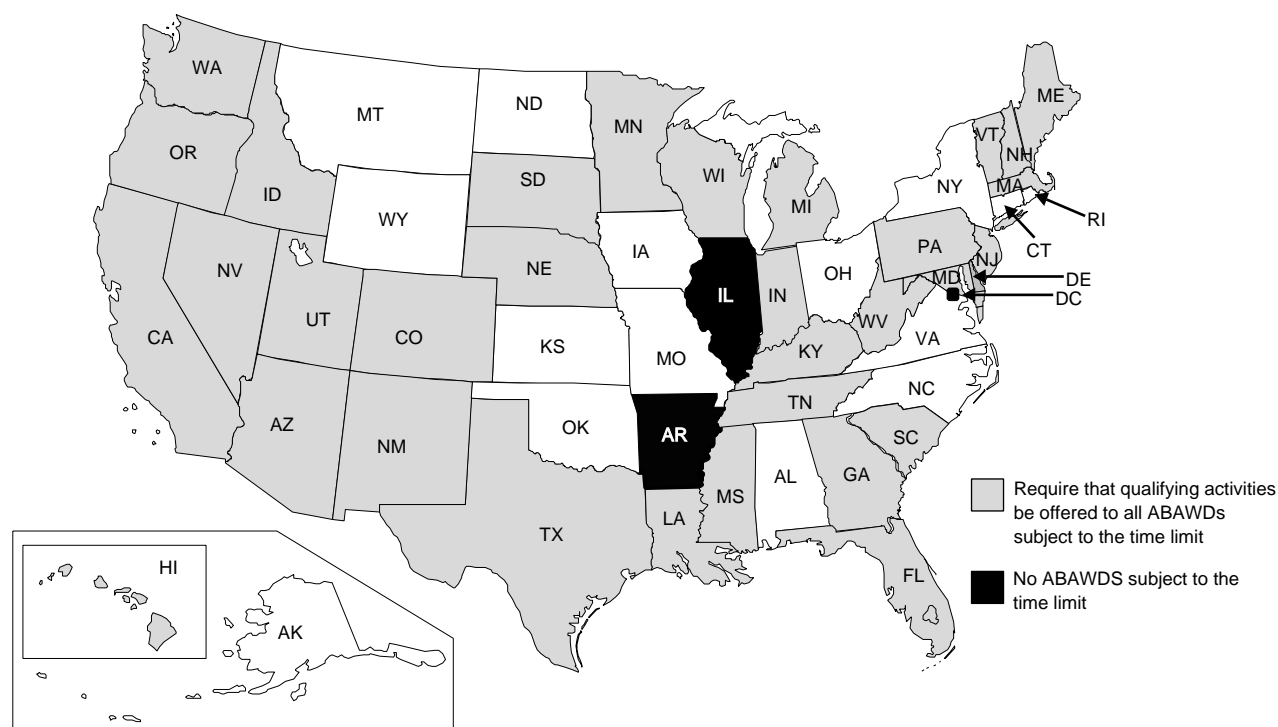 WA
MT
ND
MN
ME
OR
ID
SD
WI
MI
VT
NH
NY
MA
RI
CT
WY
IA
NE
PA
NJ
OH
MD
DE
DC
NV
UT
CO
CA
IL
IN
WV
VA
KS
MO
KY
NC
TN
AZ
NM
OK
AR
SC
MS
AL
GA
LA
TX
FL
HI
AK
Require that qualifying activities
be offered to all ABAWDs
subject to the time limit
No ABAWDS subject to the
time limit